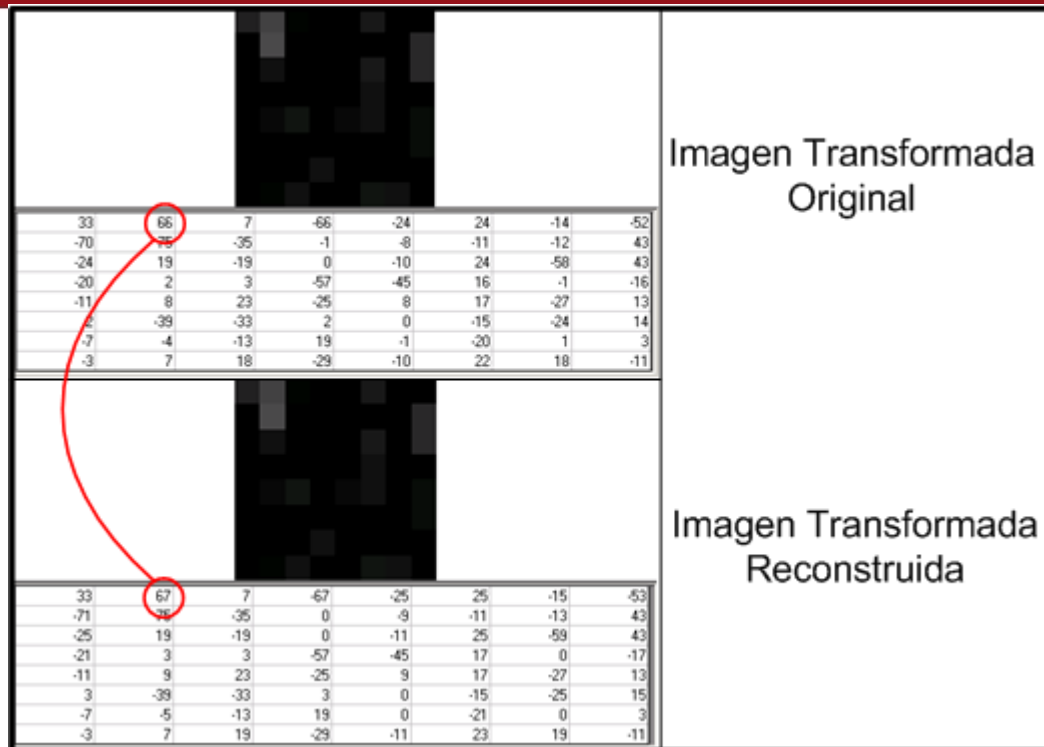 Imagen Transformada
Original
33 66 7 -66 -24 24 -14 -52
-70 75 -35 -1 -8 -11 -12 43
-24 19 -19 0 -10 24 -58 43
-20 2 3 -57 -45 16 -1 -16
-11 8 23 -25 8 17 -27 13
2 -39 -33 2 0 -15 -24 14
-7 -4 -13 19 -1 -20 1 3
-3 7 18 -29 -10 22 18 -11
Imagen Transformada
Reconstruida
33 67 7 -67 -25 25 -15 -53
-71 75 -35 0 -9 -11 -13 43
-25 19 -19 0 -11 25 -59 43
-21 3 3 -57 -45 17 0 -17
-11 9 23 -25 9 17 -27 13
3 -39 -33 3 0 -15 -25 15
-7 -5 -13 19 0 -21 0 3
-3 7 19 -29 -11 23 19 -11